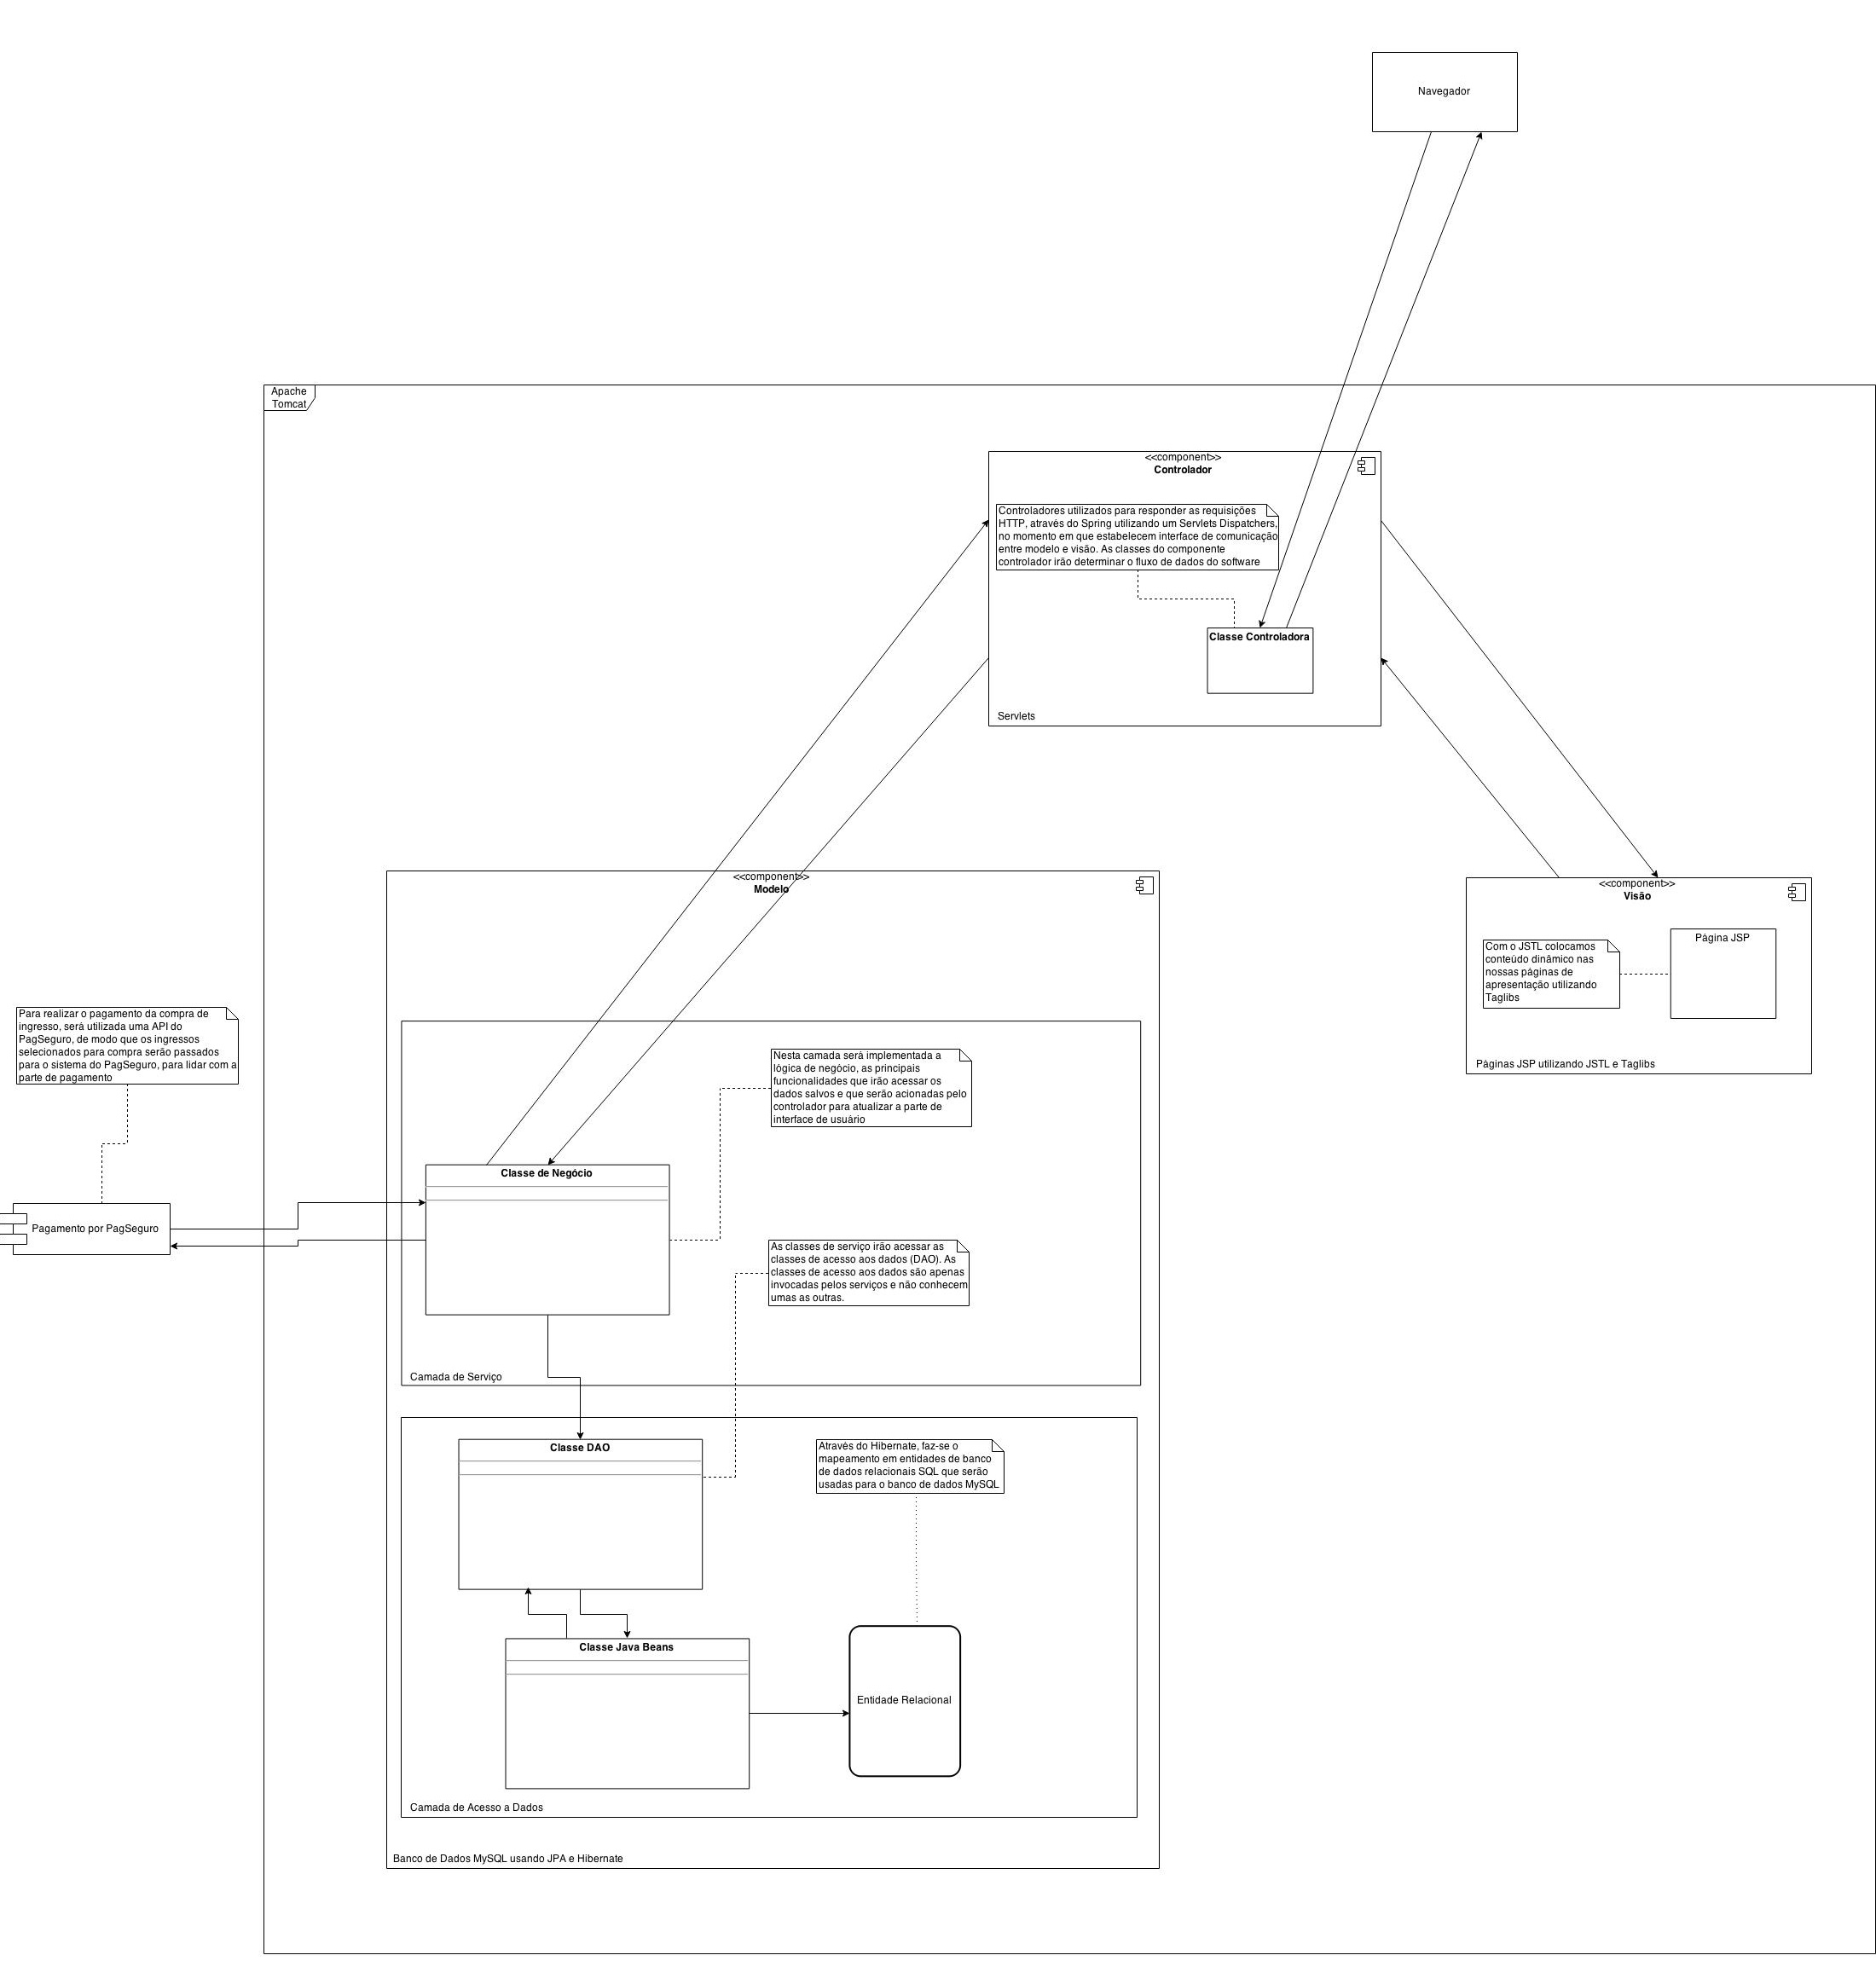 Navegador
Apache
Tomcat
<<component>>
Controlador
Controladores utilizados para responder as requisições
HTTP, através do Spring utilizando um Servlets Dispatchers,
no momento em que estabelecem interface de comunicação
entre modelo e visão. As classes do componente
controlador irão determinar o fluxo de dados do software
Classe Controladora
Servlets
<<component>>
Modelo
<<component>>
Visão
Com o JSTL colocamos
conteúdo dinâmico nas
nossas páginas de
apresentação utilizando
Taglibs
Página JSP
Páginas JSP utilizando JSTL e Taglibs
Para realizar o pagamento da compra de
ingresso, será utilizada uma API do
PagSeguro, de modo que os ingressos
selecionados para compra serão passados
para o sistema do PagSeguro, para lidar com a
parte de pagamento
Pagamento por PagSeguro
Nesta camada será implementada a
lógica de negócio, as principais
funcionalidades que irão acessar os
dados salvos e que serão acionadas pelo
controlador para atualizar a parte de
interface de usuário
Classe de Negócio
As classes de serviço irão acessar as
classes de acesso aos dados (DAO). As
classes de acesso aos dados são apenas
invocadas pelos serviços e não conhecem
umas as outras.
Camada de Serviço
Classe DAO
Através do Hibernate, faz-se o
mapeamento em entidades de banco
de dados relacionais SQL que serão
usadas para o banco de dados MySQL
Classe Java Beans
Entidade Relacional
Camada de Acesso a Dados
Banco de Dados MySQL usando JPA e Hibernate